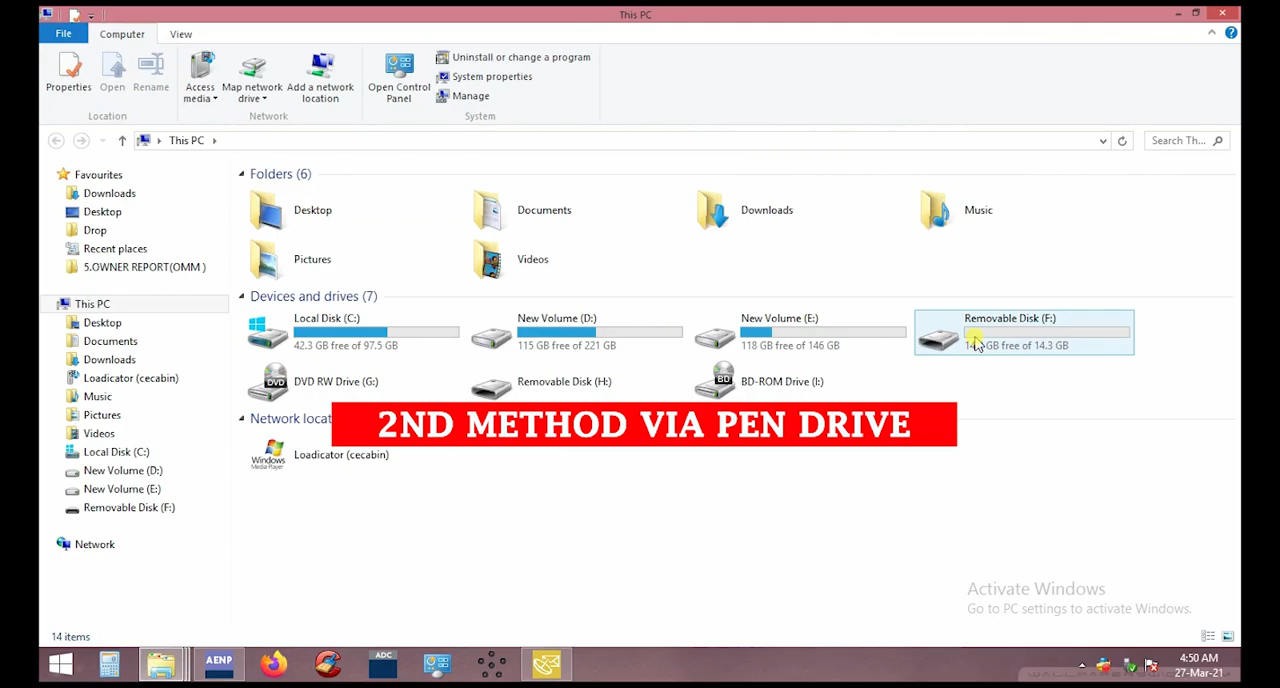 This PC
File
Computer
View
Properties
Open
Rename
Access media
Map network drive
Add a network location
Open Control Panel
Uninstall or change a program
System properties
Manage
Location
Network
System
This PC
Search Th...
Favourites
Downloads
Desktop
Drop
Recent places
5.OWNER REPORT(OMM )
This PC
Desktop
Documents
Downloads
Loadicator (cecabin)
Music
Pictures
Videos
Local Disk (C:)
New Volume (D:)
New Volume (E:)
Removable Disk (F:)
Network
Folders (6)
Desktop
Documents
Downloads
Music
Pictures
Videos
Devices and drives (7)
Local Disk (C:)
42.3 GB free of 97.5 GB
New Volume (D:)
115 GB free of 221 GB
New Volume (E:)
118 GB free of 146 GB
Removable Disk (F:)
GB free of 14.3 GB
DVD RW Drive (G:)
Removable Disk (H:)
BD-ROM Drive (I:)
DVD
BD
Network
2ND METHOD VIA PEN DRIVE
Windows
Media Player
Loadicator (cecabin)
Activate Windows
Go to PC settings to activate Windows.
14 items
AENP
ADC
4:50 AM
27-Mar-21